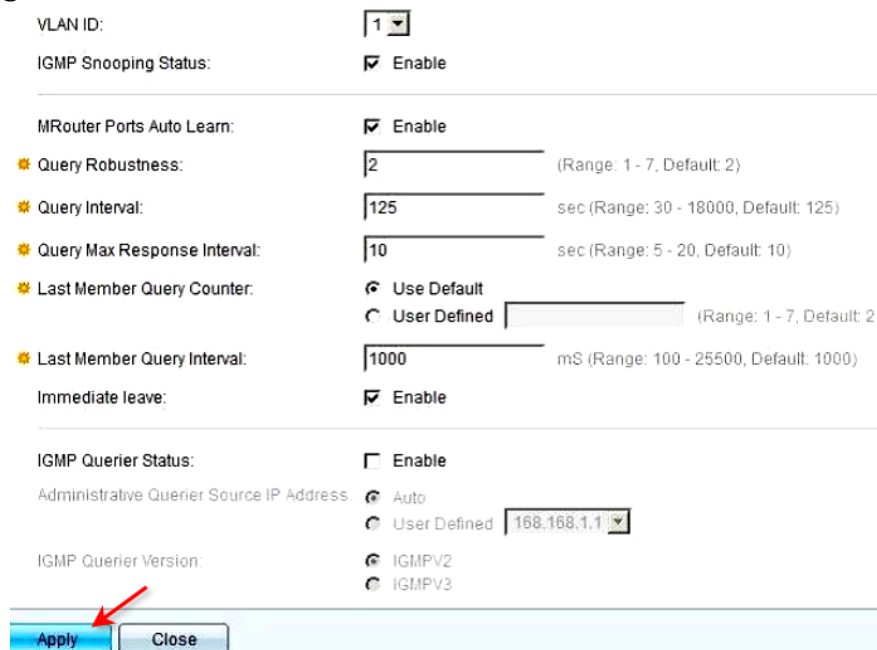 VLAN ID: 1
IGMP Snooping Status: Enable
MRouter Ports Auto Learn: Enable
Query Robustness: 2 (Range: 1 - 7, Default: 2)
Query Interval: 125 sec (Range: 30 - 18000, Default: 125)
Query Max Response Interval: 10 sec (Range: 5 - 20, Default: 10)
Last Member Query Counter: Use Default
User Defined (Range: 1 - 7, Default: 2
Last Member Query Interval: 1000 mS (Range: 100 - 25500, Default: 1000)
Immediate leave: Enable
IGMP Querier Status: Enable
Administrative Querier Source IP Address: Auto
User Defined 168.168.1.1
IGMP Querier Version: IGMPV2
IGMPV3
Apply Close